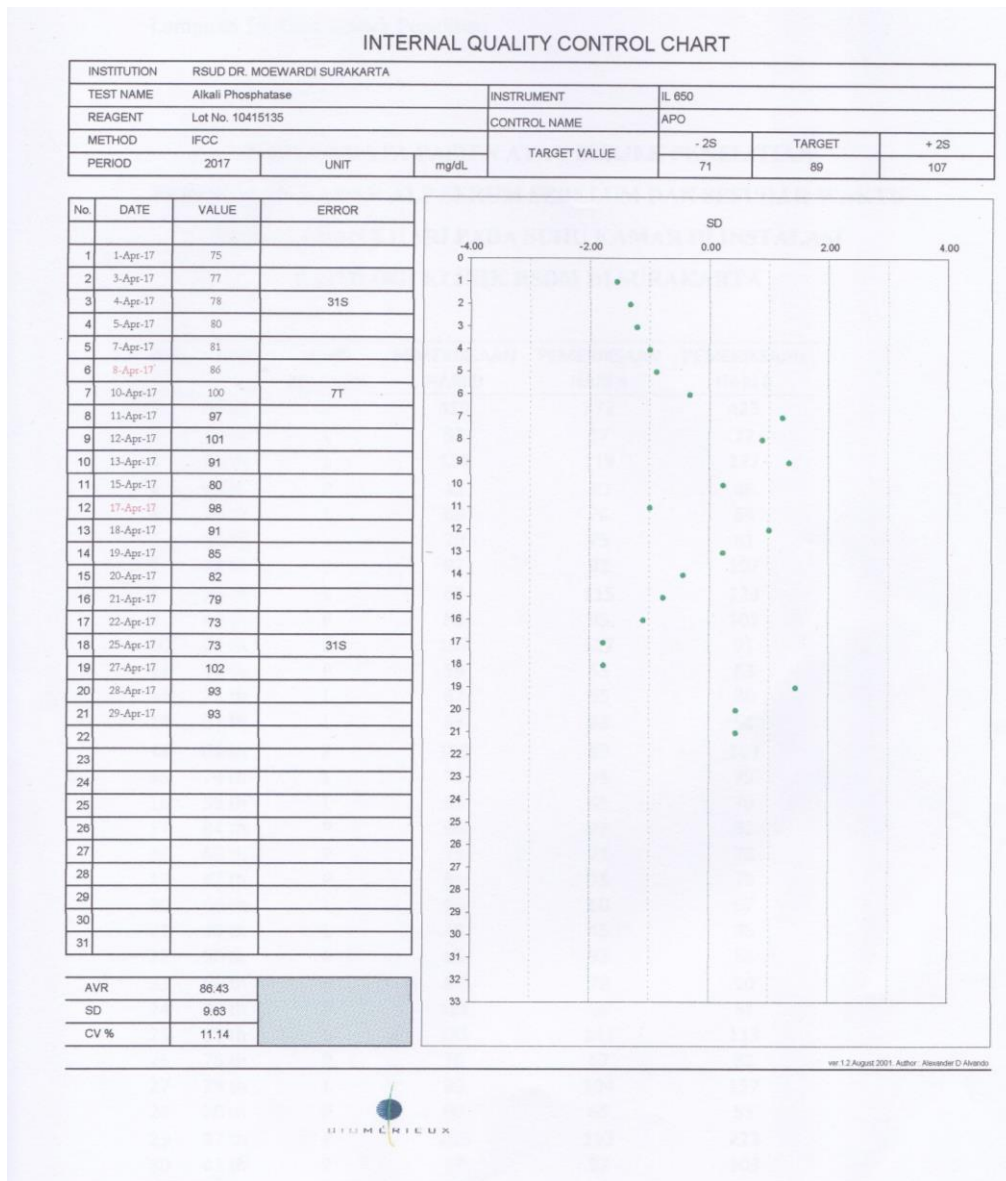 INTERNAL QUALITY CONTROL CHART
INSTITUTION RSUD DR. MOEWARDI SURAKARTA
TEST NAME Alkali Phosphatase INSTRUMENT IL 650
REAGENT Lot No. 10415135 CONTROL NAME APO
METHOD IFCC TARGET VALUE - 2S TARGET + 2S
PERIOD 2017 UNIT mg/dL 71 89 107
No. DATE VALUE ERROR
1 1-Apr-17 75
2 3-Apr-17 77
3 4-Apr-17 78 31S
4 5-Apr-17 80
5 7-Apr-17 81
6 8-Apr-17 86
7 10-Apr-17 100 7T
8 11-Apr-17 97
9 12-Apr-17 101
10 13-Apr-17 91
11 15-Apr-17 80
12 17-Apr-17 98
13 18-Apr-17 91
14 19-Apr-17 85
15 20-Apr-17 82
16 21-Apr-17 79
17 22-Apr-17 73
18 25-Apr-17 73 31S
19 27-Apr-17 102
20 28-Apr-17 93
21 29-Apr-17 93
22
23
24
25
26
27
28
29
30
31
AVR 86.43
SD 9.63
CV % 11.14
SD
-4.00 -2.00 0.00 2.00 4.00
0
1
2
3
4
5
6
7
8
9
10
11
12
13
14
15
16
17
18
19
20
21
22
23
24
25
26
27
28
29
30
31
32
33
ver 1.2 August 2001: Author : Alexander D Alvando
BIOMÉRIEUX